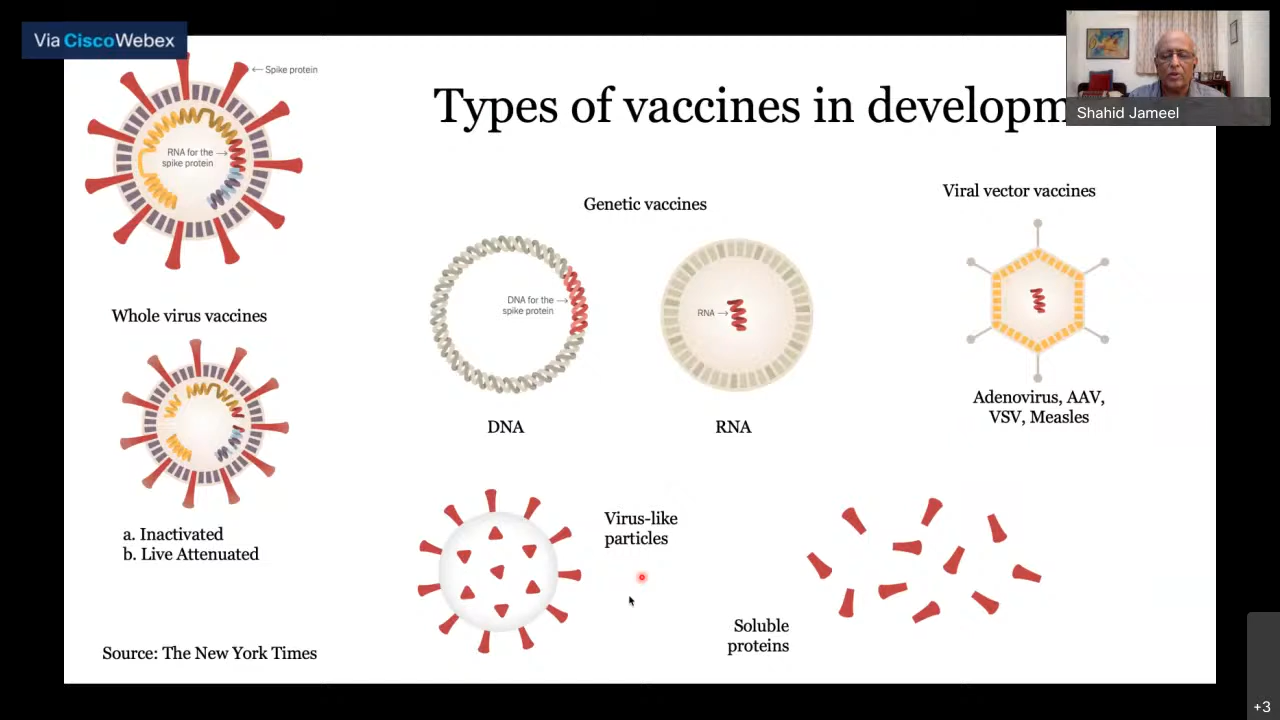 Via CiscoWebex
← Spike protein
RNA for the →
spike protein
Types of vaccines in developm
Shahid Jameel
Genetic vaccines
Viral vector vaccines
Whole virus vaccines
DNA for the →
spike protein
RNA →
DNA
RNA
Adenovirus, AAV,
VSV, Measles
a. Inactivated
b. Live Attenuated
Virus-like
particles
Soluble
proteins
Source: The New York Times
+3